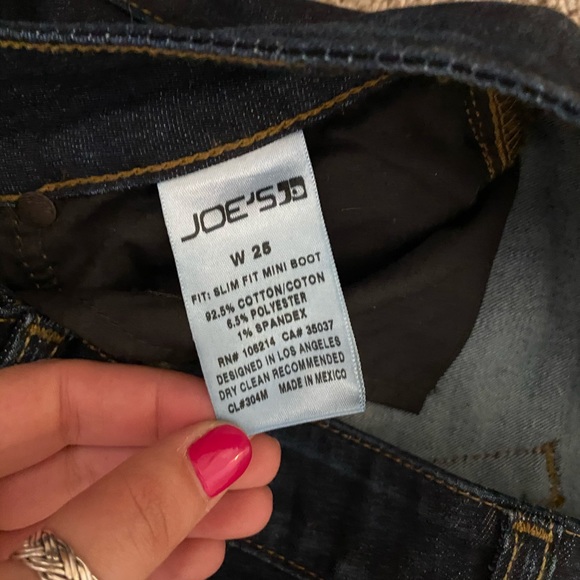 JOE'S
W 25
FIT: SLIM FIT MINI BOOT
92.5% COTTON/COTON
6.5% POLYESTER
1% SPANDEX
RN# 106214 CA# 35037
DESIGNED IN LOS ANGELES
DRY CLEAN RECOMMENDED
CL#304M MADE IN MEXICO